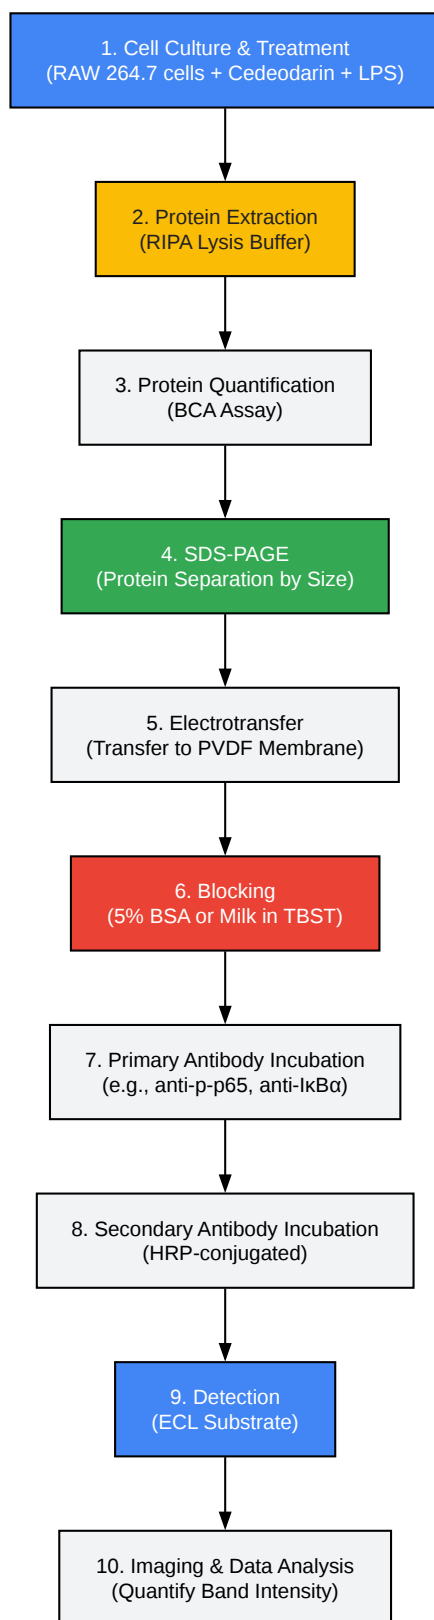 1. Cell Culture & Treatment
(RAW 264.7 cells + Cedeodarin + LPS)
2. Protein Extraction
(RIPA Lysis Buffer)
3. Protein Quantification
(BCA Assay)
4. SDS-PAGE
(Protein Separation by Size)
5. Electrotransfer
(Transfer to PVDF Membrane)
6. Blocking
(5% BSA or Milk in TBST)
7. Primary Antibody Incubation
(e.g., anti-p-p65, anti-IκBα)
8. Secondary Antibody Incubation
(HRP-conjugated)
9. Detection
(ECL Substrate)
10. Imaging & Data Analysis
(Quantify Band Intensity)